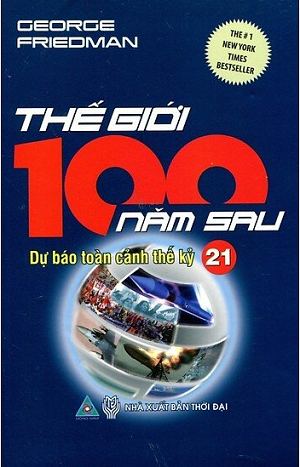 GEORGE
FRIEDMAN
THE # 1
NEW YORK
TIMES
BESTSELLER
THẾ GIỚI
100
NĂM SAU
Dự báo toàn cảnh thế kỷ 21
NHÀ XUẤT BẢN THỜI ĐẠI